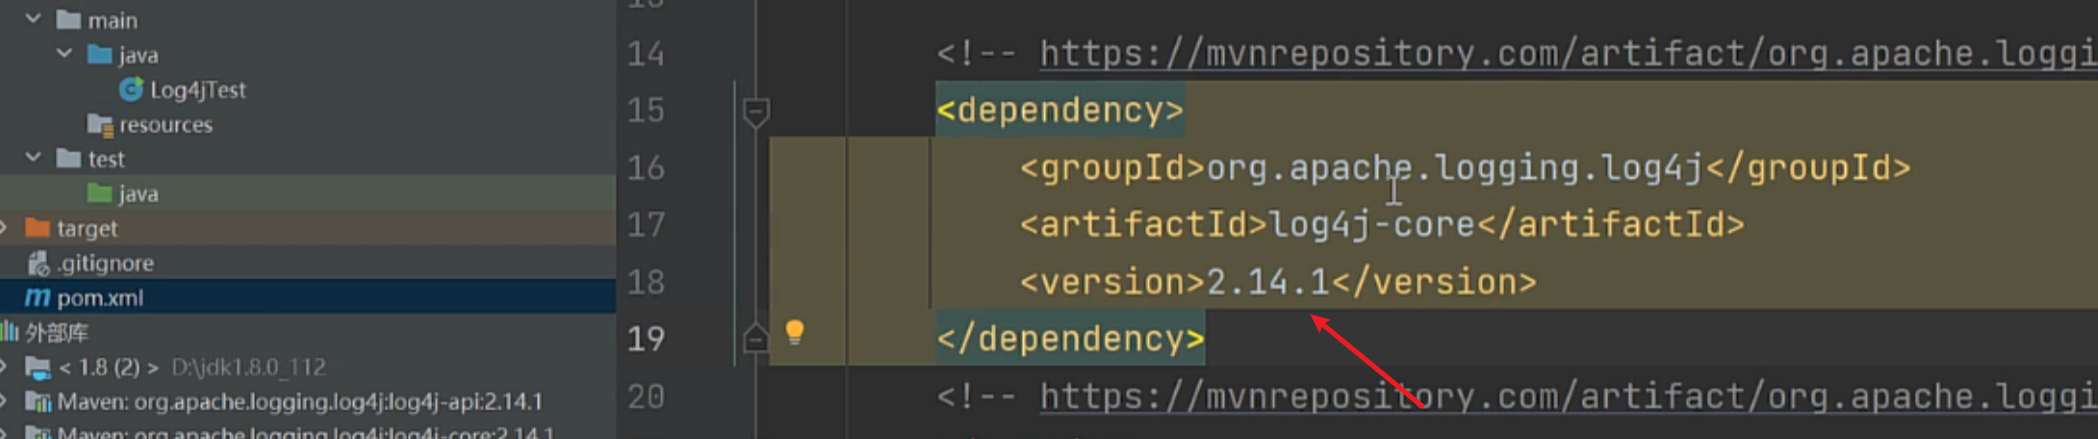 main
java
Log4jTest
resources
test
java
target
.gitignore
pom.xml
外部库
< 1.8 (2) > D:\jdk1.8.0_112
Maven: org.apache.logging.log4j:log4j-api:2.14.1
Maven: org.apache.logging.log4j:log4j-core:2.14.1
14 <!-- https://mvnrepository.com/artifact/org.apache.loggi
15 <dependency>
16 <groupId>org.apache.logging.log4j</groupId>
17 <artifactId>log4j-core</artifactId>
18 <version>2.14.1</version>
19 </dependency>
20 <!-- https://mvnrepository.com/artifact/org.apache.loggi